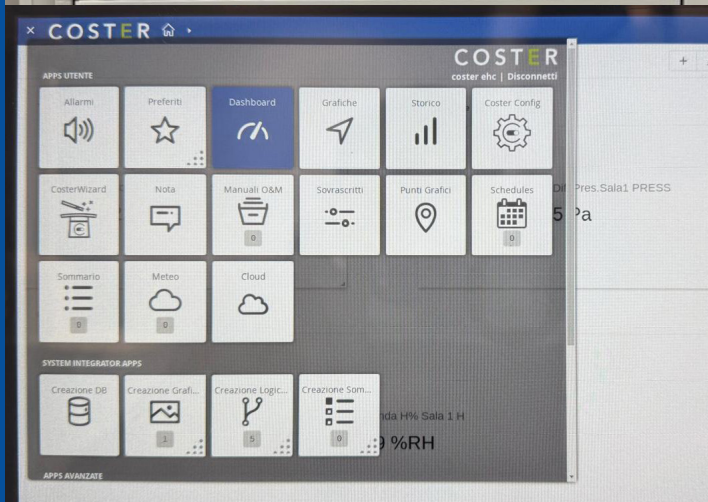 × COSTER
COSTER
APPS UTENTE
coster ehc | Disconnetti
Allarmi
Preferiti
Dashboard
Grafiche
Storico
Coster Config
CosterWizard
Nota
Manuali O&M
0
Sovrascritti
Punti Grafici
Schedules
0
Pres.Sala1 PRESS
5 Pa
Sommario
0
Meteo
0
Cloud
SYSTEM INTEGRATOR APPS
Creazione DB
Creazione Grafi...
1
Creazione Logic...
5
Creazione Som...
0
H% Sala 1 H
%RH
APPS AVANZATE